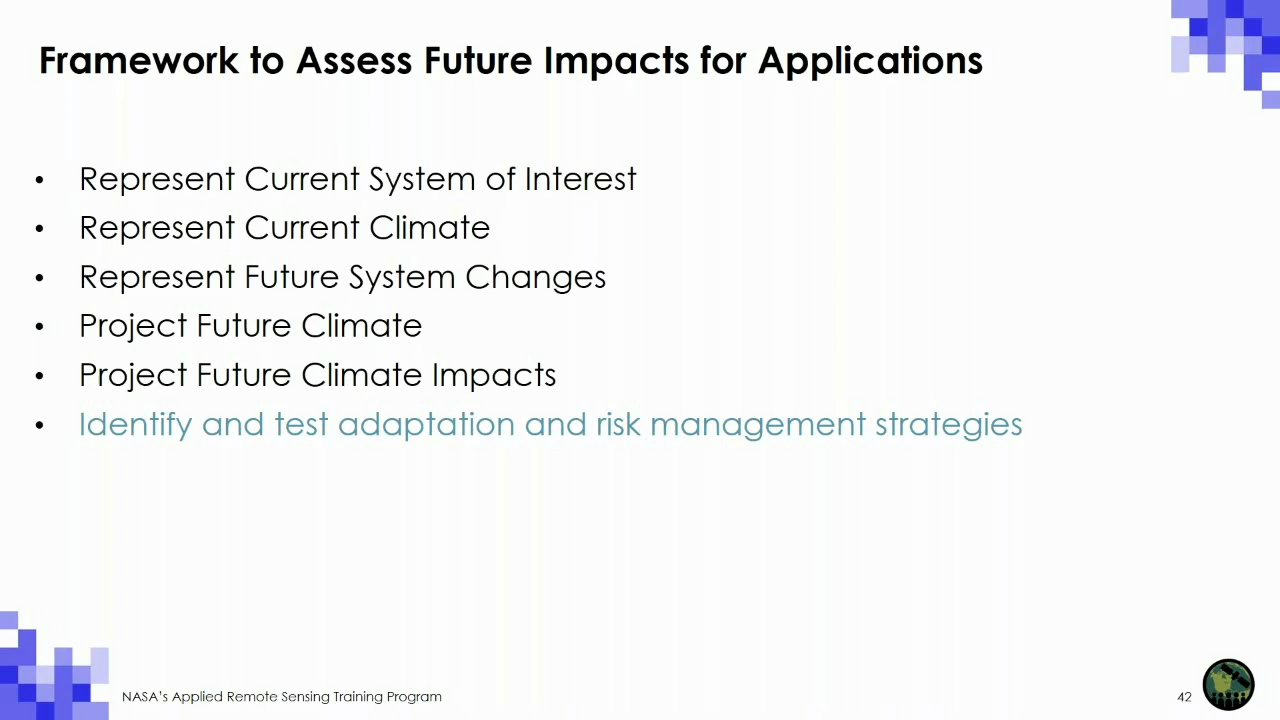 Framework to Assess Future Impacts for Applications
• Represent Current System of Interest
• Represent Current Climate
• Represent Future System Changes
• Project Future Climate
• Project Future Climate Impacts
• Identify and test adaptation and risk management strategies
NASA's Applied Remote Sensing Training Program
42